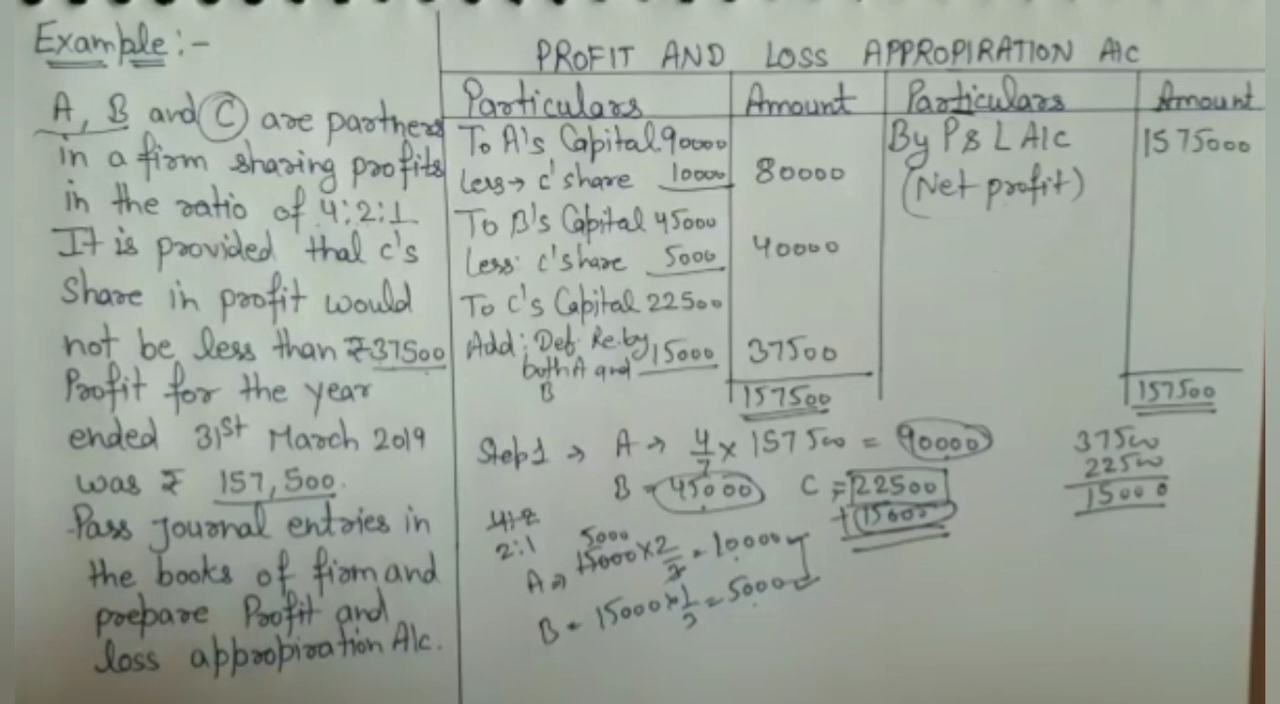 Example :-
A, B and C are partners
in a firm sharing profits
in the ratio of 4:2:1
It is provided that C's
Share in profit would
not be less than ₹37500
Profit for the year
ended 31st March 2019
was ₹ 157,500.
Pass Journal entries in
the books of firm and
prepare Profit and
loss appropiration A/c.
PROFIT AND LOSS APPROPIRATION A/c
Particulars Amount Particulars Amount
To A's Capital 90000 By P & L A/c 1575000
Less → c'share 10000 80000 (Net profit)
To B's Capital 45000
Less: c'share 5000 40000
To C's Capital 22500
Add: Def. Re. by 15000 37500
both A and
B
157500 157500
Step 1 → A → 4/7 × 157500 = 90000 37500
B = 45000 C = 22500 22500
+ 15000 15000
4:2
2:1 5000
A → 15000 × 2/3 = 10000
B = 15000 × 1/3 = 5000